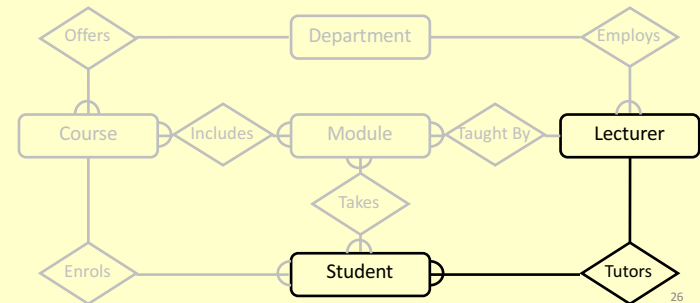 Offers
Department
Employs
Course
Includes
Module
Taught By
Lecturer
Takes
Enrols
Student
Tutors
26